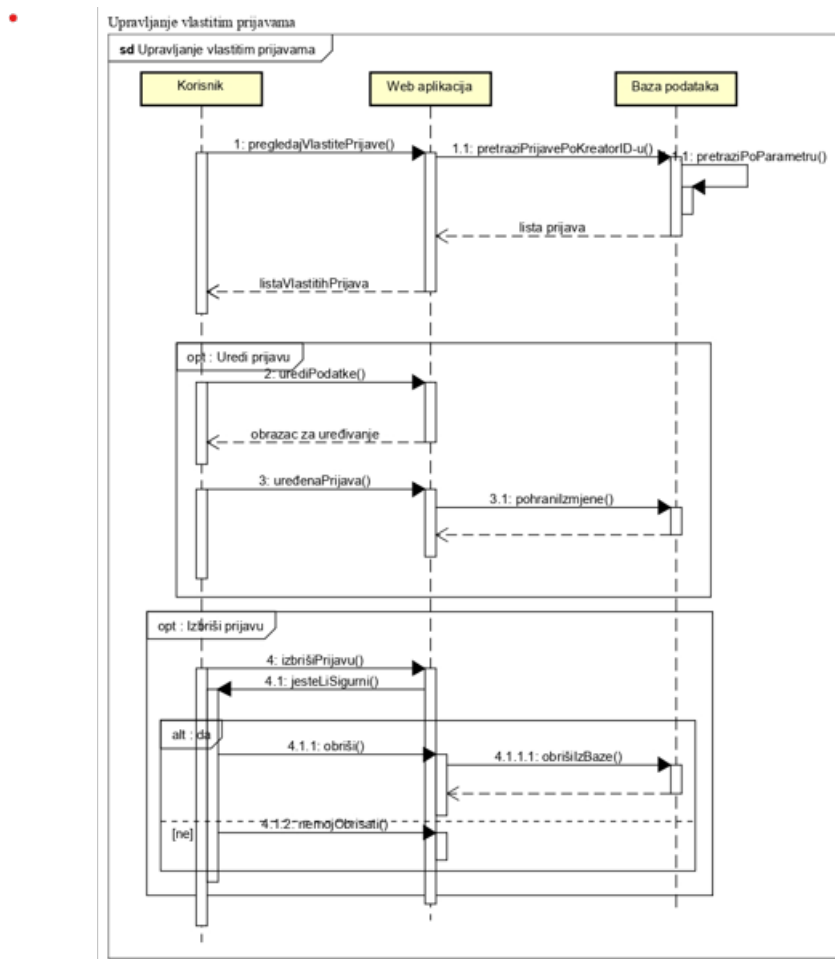 Upravljanje vlastitim prijavama
sd Upravljanje vlastitim prijavama
Korisnik
Web aplikacija
Baza podataka
1: pregledajVlastitePrijave()
1.1: pretraziPrijavePoKreatorID-u()
1.1: pretraziPoParametru()
lista prijava
listaVlastitihPrijava
opt : Uredi prijavu
2: urediPodatke()
obrazac za uređivanje
3: uređenaPrijava()
3.1: pohraniIzmjene()
opt : Izbriši prijavu
4: izbrišiPrijavu()
4.1: jesteLiSigurni()
alt : da
4.1.1: obriši()
4.1.1.1: obrišiIzBaze()
4.1.2: nemojObrisati()
[ne]